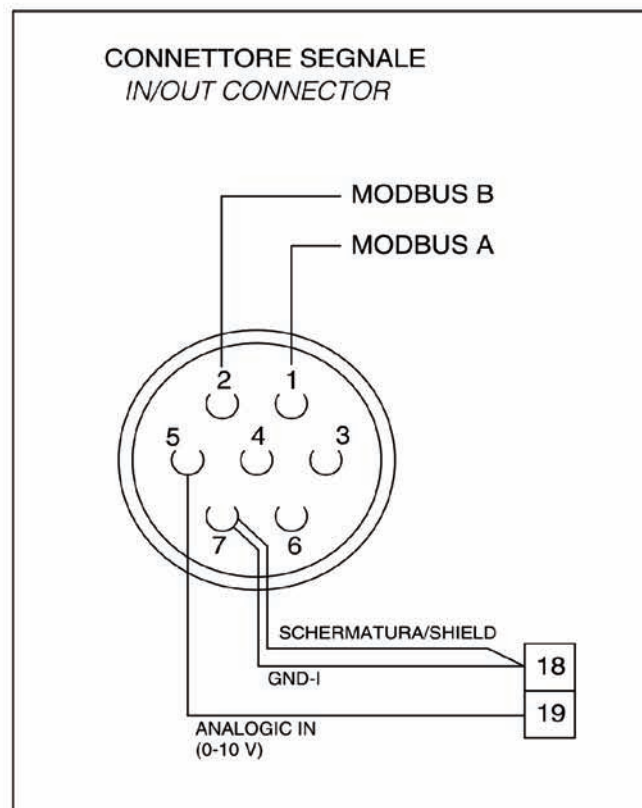 CONNETTORE SEGNALE
IN/OUT CONNECTOR
MODBUS B
MODBUS A
2 1
5 4 3
7 6
SCHERMATURA/SHIELD
18
GND-I
19
ANALOGIC IN
(0-10 V)